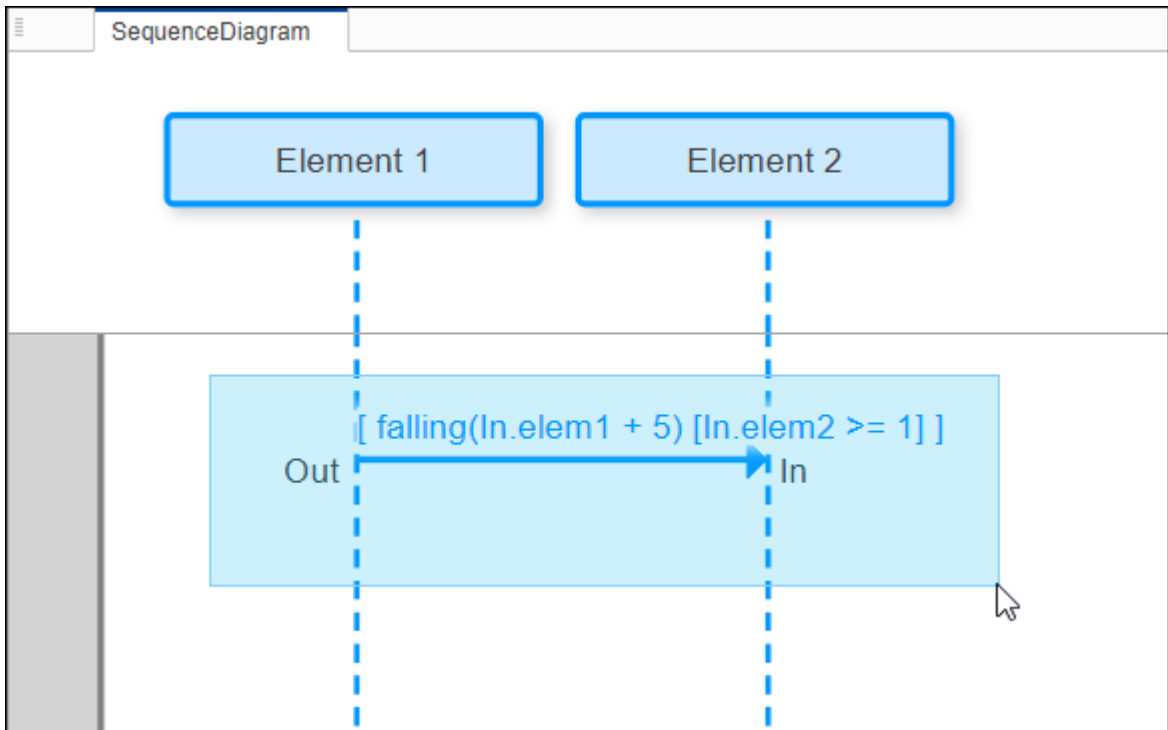 SequenceDiagram
Element 1
Element 2
[ falling(In.elem1 + 5) [In.elem2 >= 1] ]
Out
In